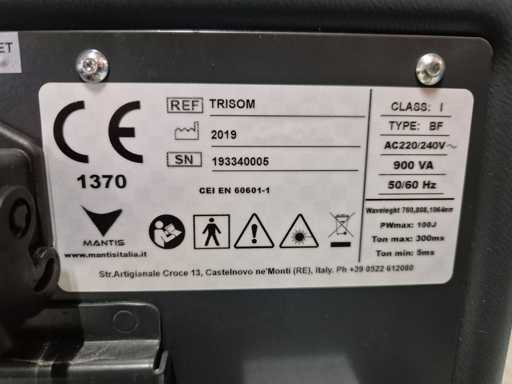 ET
REF TRISOM
2019
SN 193340005
CE
1370
CEI EN 60601-1
MANTIS
www.mantisitalia.it
CLASS: I
TYPE: BF
AC220/240V~
900 VA
50/60 Hz
Wavelenght 760,808,1064nm
PWmax: 100J
Ton max: 300ms
Ton min: 5ms
Str.Artigianale Croce 13, Castelnovo ne'Monti (RE), Italy. Ph +39 0522 612080